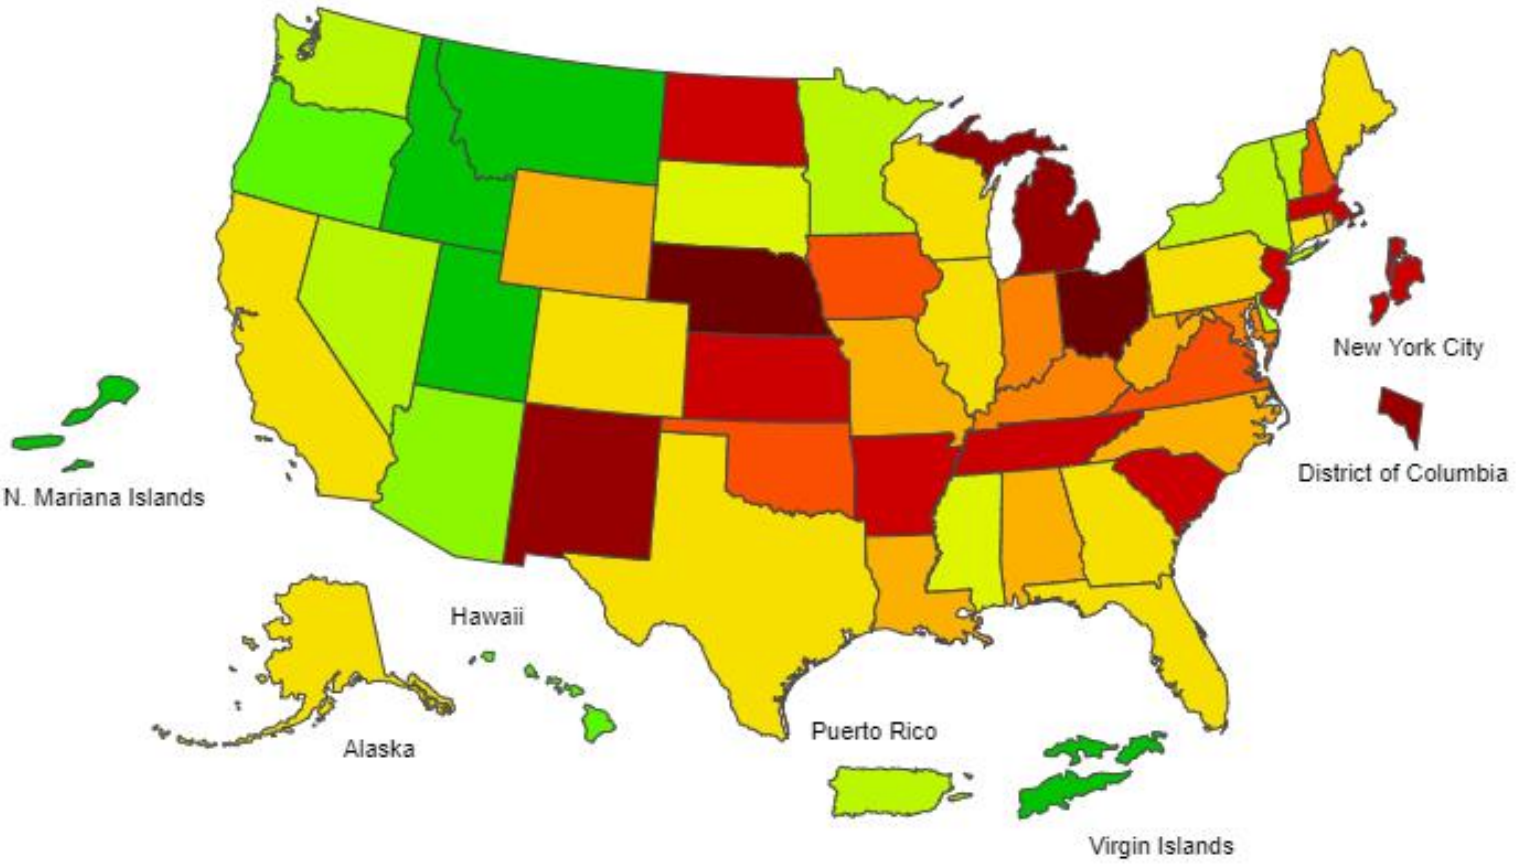 New York City
District of Columbia
N. Mariana Islands
Hawaii
Alaska
Puerto Rico
Virgin Islands